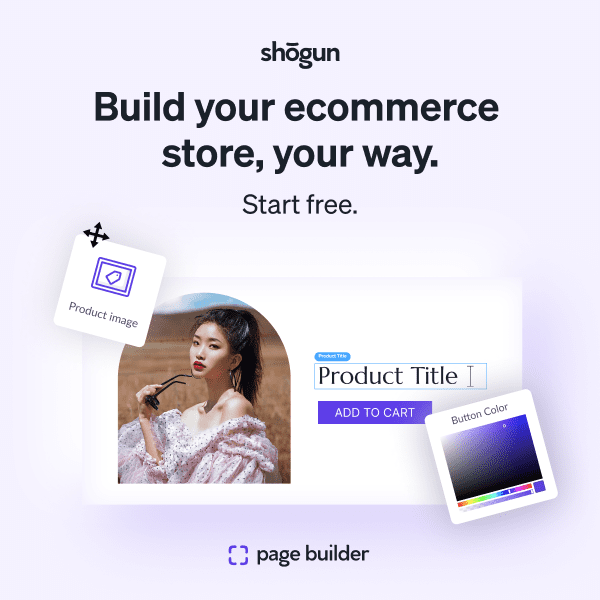 shōgun
Build your ecommerce
store, your way.
Start free.
Product image
Product Title
Product Title
ADD TO CART
Button Color
page builder